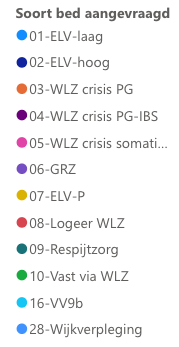 Soort bed aangevraagd
01-ELV-laag
02-ELV-hoog
03-WLZ crisis PG
04-WLZ crisis PG-IBS
05-WLZ crisis somati...
06-GRZ
07-ELV-P
08-Logeer WLZ
09-Respijtzorg
10-Vast via WLZ
16-VV9b
28-Wijkverpleging